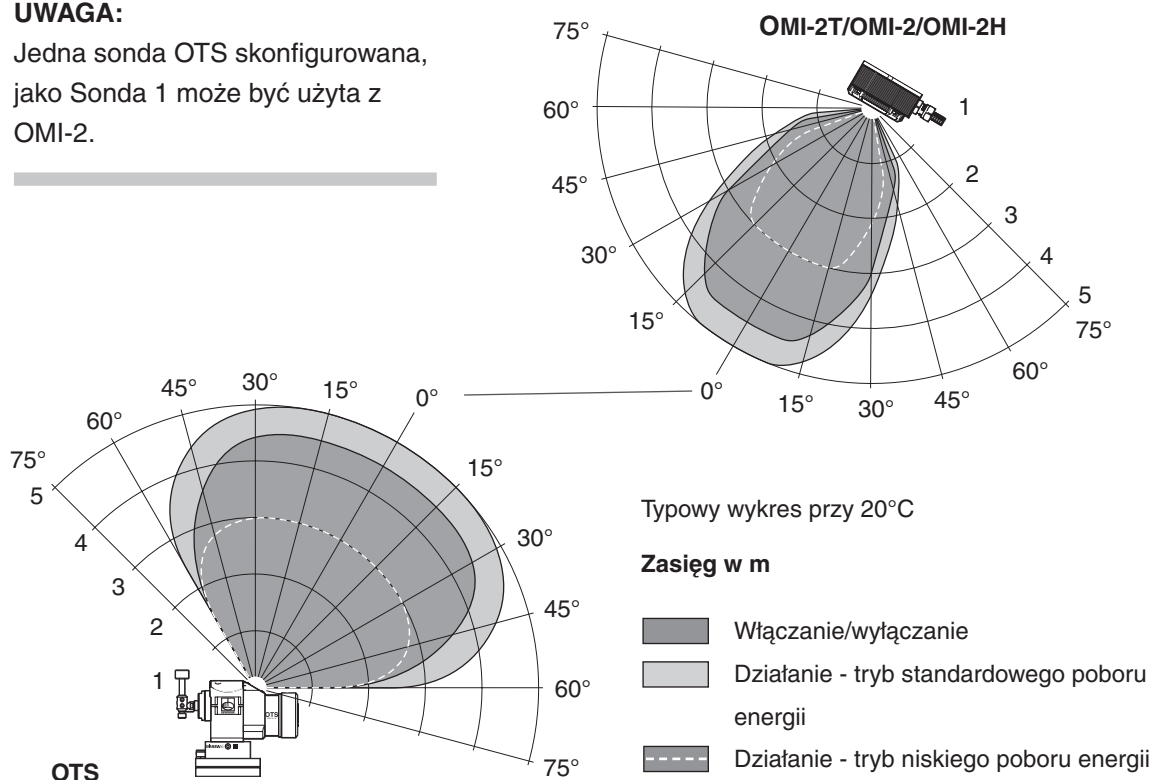 UWAGA:
Jedna sonda OTS skonfigurowana,
jako Sonda 1 może być użyta z
OMI-2.
OMI-2T/OMI-2/OMI-2H
75°
60°
45°
30°
15°
0°
15°
30°
45°
60°
75°
1
2
3
4
5
75°
60°
45°
30°
15°
0°
15°
30°
45°
60°
75°
5
4
3
2
1
OTS
OTS
Typowy wykres przy 20°C
Zasięg w m
Włączanie/wyłączanie
Działanie - tryb standardowego poboru
energii
Działanie - tryb niskiego poboru energii